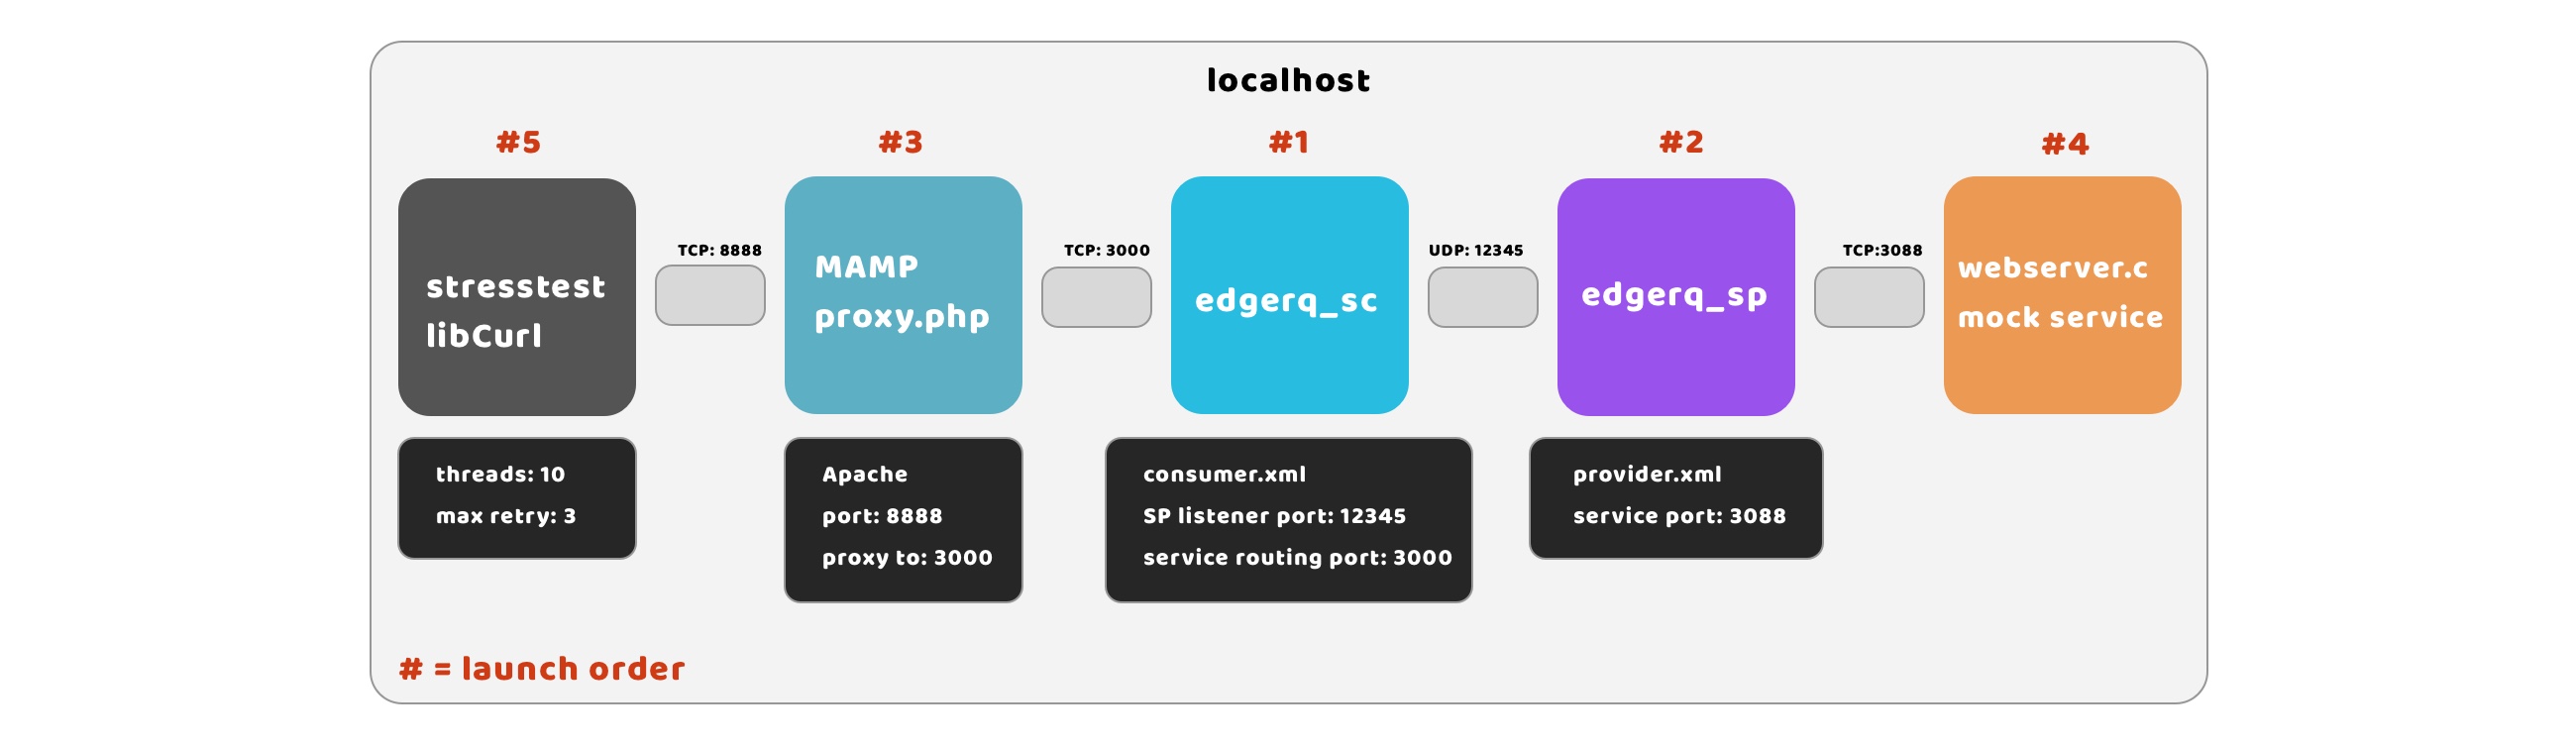 localhost
#5
#3
#1
#2
#4
stresstest
libCurl
TCP: 8888
MAMP
proxy.php
TCP: 3000
edgerq_sc
UDP: 12345
edgerq_sp
TCP:3088
webserver.c
mock service
threads: 10
max retry: 3
Apache
port: 8888
proxy to: 3000
consumer.xml
SP listener port: 12345
service routing port: 3000
provider.xml
service port: 3088
# = launch order